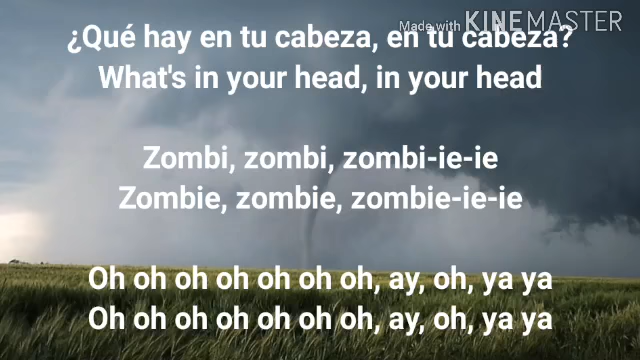 Made with KINEMASTER
¿Qué hay en tu cabeza, en tu cabeza?
What's in your head, in your head
Zombi, zombi, zombi-ie-ie
Zombie, zombie, zombie-ie-ie
Oh oh oh oh oh oh oh, ay, oh, ya ya
Oh oh oh oh oh oh oh, ay, oh, ya ya